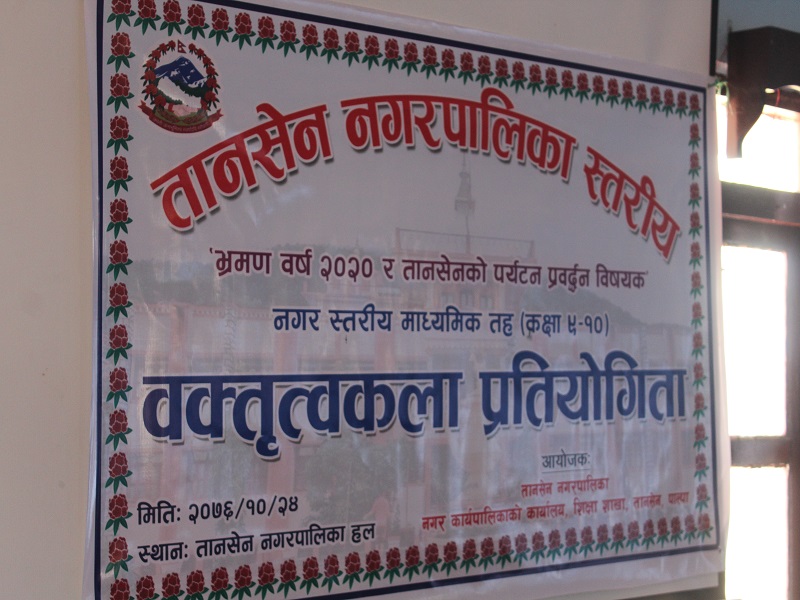 तानसेन नगरपालिका स्तरीय
'भ्रमण वर्ष २०२० र तानसेनको पर्यटन प्रवर्द्धन विषयक'
नगर स्तरीय माध्यमिक तह (कक्षा ५-१०)
वक्तृत्वकला प्रतियोगिता
आयोजकः
तानसेन नगरपालिका
नगर कार्यपालिकाको कार्यालय, शिक्षा शाखा, तानसेन, पाल्पा
मितिः २०७६/१०/२४
स्थानः तानसेन नगरपालिका हल